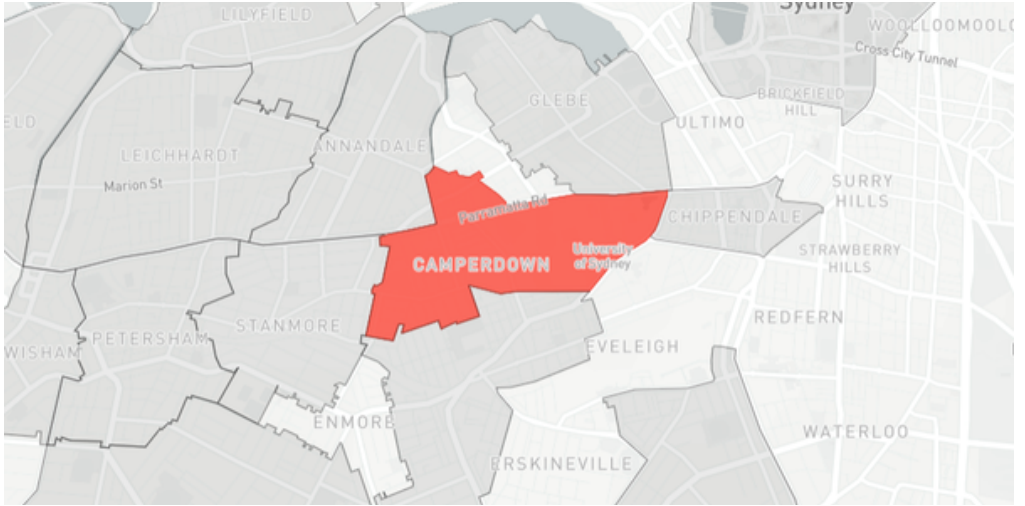 LILYFIELD
Sydney
WOOLLOOMOOLO
Cross City Tunnel
GLEBE
BRICKFIELD
HILL
ELD
ULTIMO
ANNANDALE
LEICHHARDT
Marion St
SURRY
HILLS
Parramatta Rd
CHIPPENDALE
CAMPERDOWN
University
of Sydney
STRAWBERRY
HILLS
STANMORE
REDFERN
PETERSHAM
WISHAM
EVELEIGH
ENMORE
WATERLOO
ERSKINEVILLE